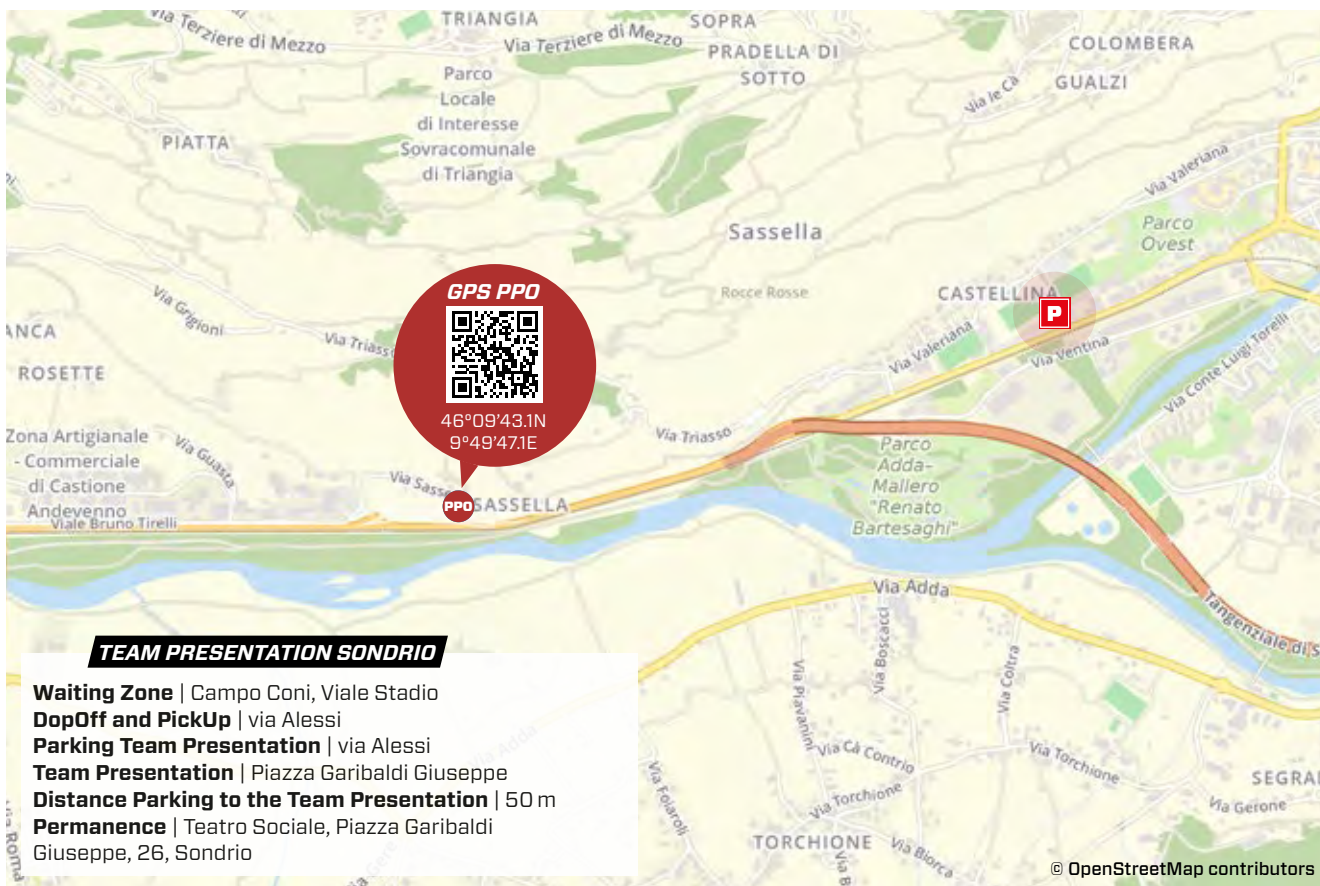 Via Terziere di Mezzo
TRIANGIA
SOPRA
Via Terziere di Mezzo
PRADELLA DI
SOTTO
COLOMBERA
Via le Cà
GUALZI
Parco
Locale
di Interesse
Sovracomunale
di Triangia
PIATTA
Via Valeriana
Parco
Ovest
Sassella
Rocce Rosse
CASTELLINA
P
Via Grigioni
Via Triasso
GPS PPO
46°09'43.1N
9°49'47.1E
ANCA
ROSETTE
Via Valeriana
Via Ventina
Via Conte Luigi Torelli
Zona Artigianale
- Commerciale
di Castione
Andevenno
Via Guasta
Viale Bruno Tirelli
Via Sasse
PPO
SASSELLA
Via Triasso
Parco
Adda-
Mallero
"Renato
Bartesaghi"
Via Adda
Tangenziale di S
Via Boscacci
Via Piavanini
Via Coltra
Via Cà Contrio
Via Torchione
Via Torchione
SEGRA
Via Gerone
Via Foiaroli
TORCHIONE
Via Biorca
Via B
Via Adda
Via Roma
TEAM PRESENTATION SONDRIO
Waiting Zone | Campo Coni, Viale Stadio
DopOff and PickUp | via Alessi
Parking Team Presentation | via Alessi
Team Presentation | Piazza Garibaldi Giuseppe
Distance Parking to the Team Presentation | 50 m
Permanence | Teatro Sociale, Piazza Garibaldi
Giuseppe, 26, Sondrio
© OpenStreetMap contributors